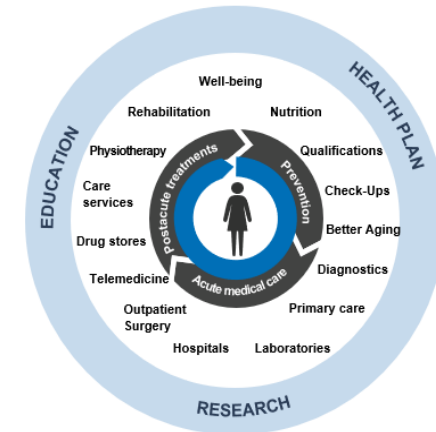 Well-being
Rehabilitation
Nutrition
HEALTH PLAN
Physiotherapy
Qualifications
Postacute treatments
Prevention
EDUCATION
Care
services
Check-Ups
Drug stores
Better Aging
Telemedicine
Diagnostics
Acute medical care
Outpatient
Surgery
Primary care
Hospitals
Laboratories
RESEARCH